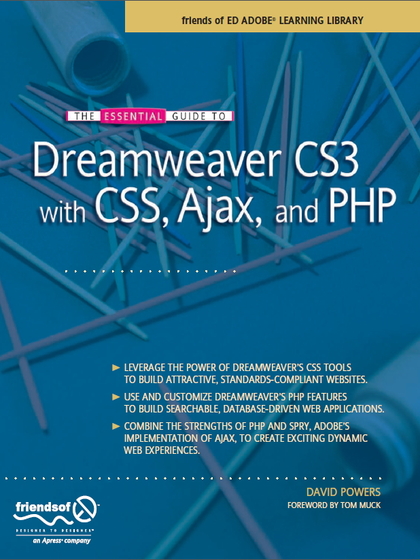 friends of ED ADOBE® LEARNING LIBRARY
THE ESSENTIAL GUIDE TO
Dreamweaver CS3
with CSS, Ajax, and PHP
LEVERAGE THE POWER OF DREAMWEAVER'S CSS TOOLS
TO BUILD ATTRACTIVE, STANDARDS-COMPLIANT WEBSITES.
USE AND CUSTOMIZE DREAMWEAVER'S PHP FEATURES
TO BUILD SEARCHABLE, DATABASE-DRIVEN WEB APPLICATIONS.
COMBINE THE STRENGTHS OF PHP AND SPRY, ADOBE'S
IMPLEMENTATION OF AJAX, TO CREATE EXCITING DYNAMIC
WEB EXPERIENCES.
DAVID POWERS
FOREWORD BY TOM MUCK
friendsof
DESIGNER TO DESIGNER™
an Apress® company